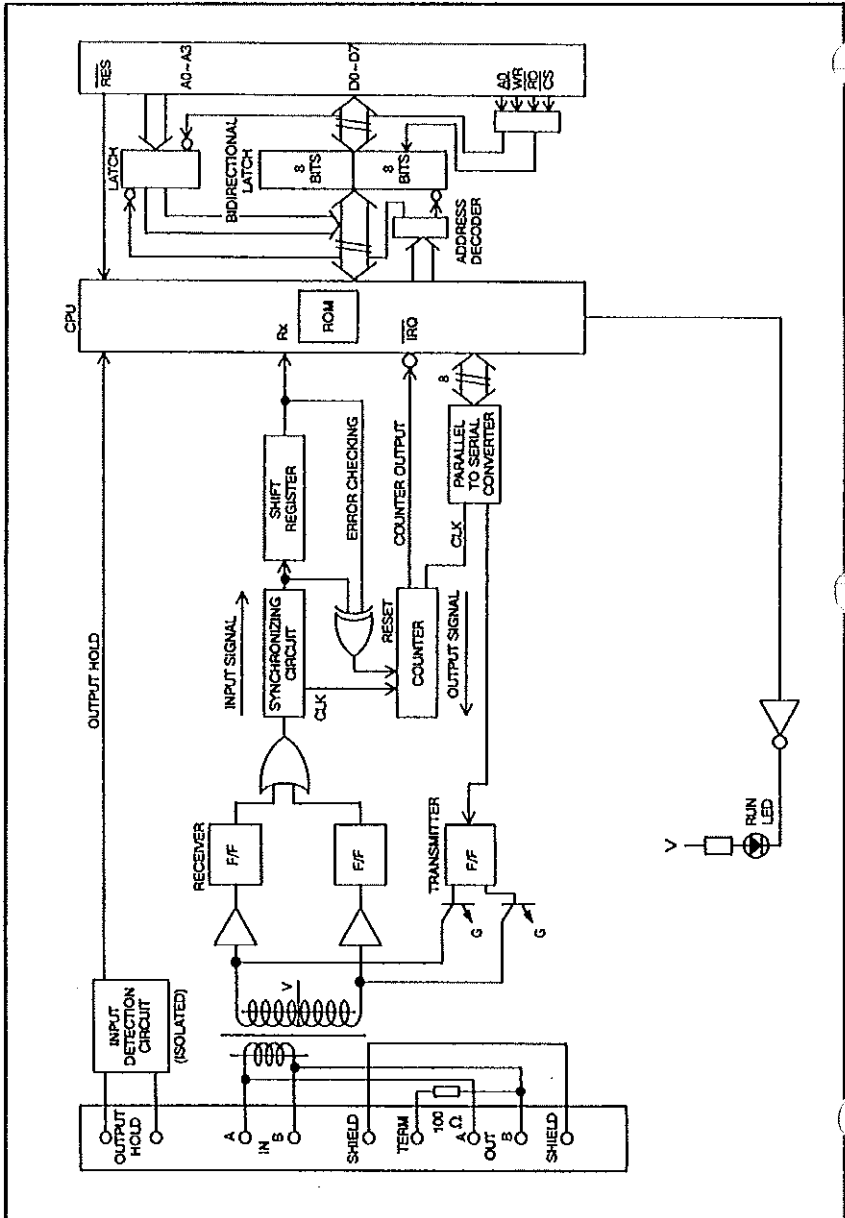 OUTPUT
HOLD
A
IN
B
SHIELD
TERM
100
Ω
A
OUT
B
SHIELD
INPUT
DETECTION
CIRCUIT
(ISOLATED)
OUTPUT HOLD
V
RECEIVER
F/F
F/F
TRANSMITTER
F/F
G
G
INPUT SIGNAL
SYNCHRONIZING
CIRCUIT
SHIFT
REGISTER
CLK
RESET
COUNTER
ERROR CHECKING
COUNTER OUTPUT
OUTPUT SIGNAL
CLK
PARALLEL
TO SERIAL
CONVERTER
8
CPU
Rx
ROM
IRQ
LATCH
BIDIRECTIONAL
LATCH
8
BITS
8
BITS
ADDRESS
DECODER
RES
A0~A3
D0~D7
A0
WR
RD
CS
V
RUN
LED